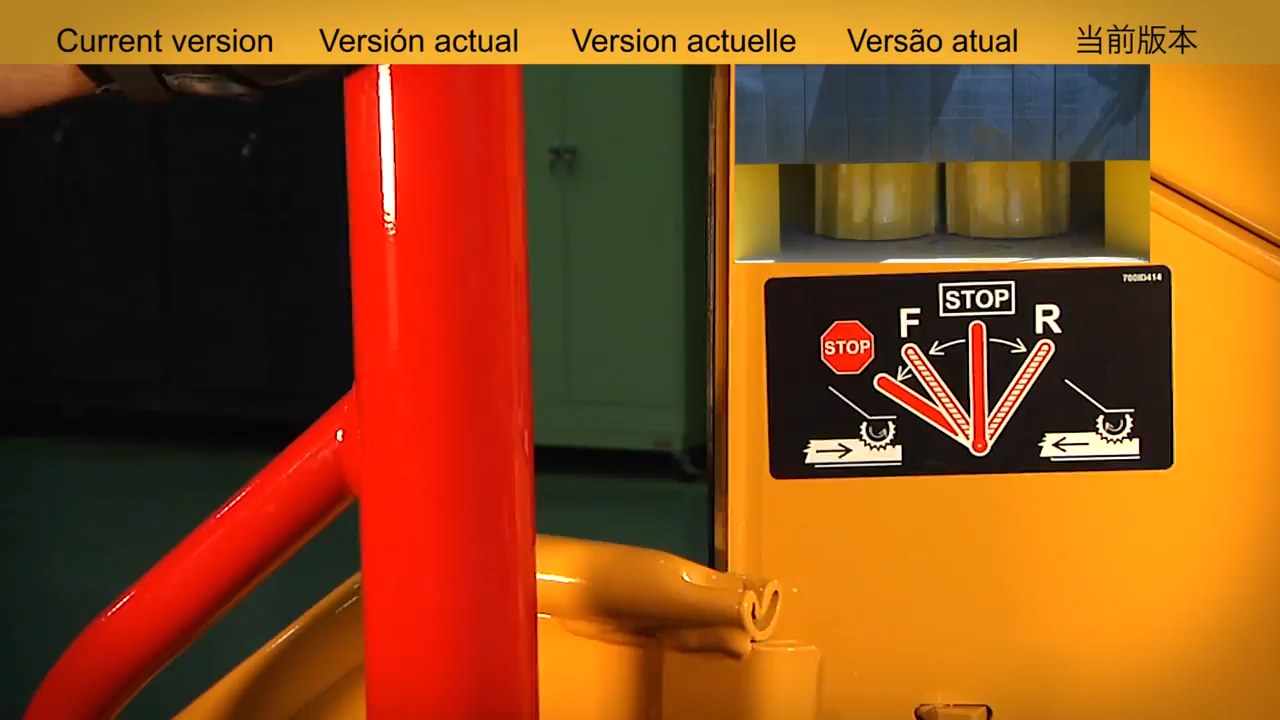 Current version Versión actual Version actuelle Versão atual 当前版本
700ID414
STOP
F R
STOP